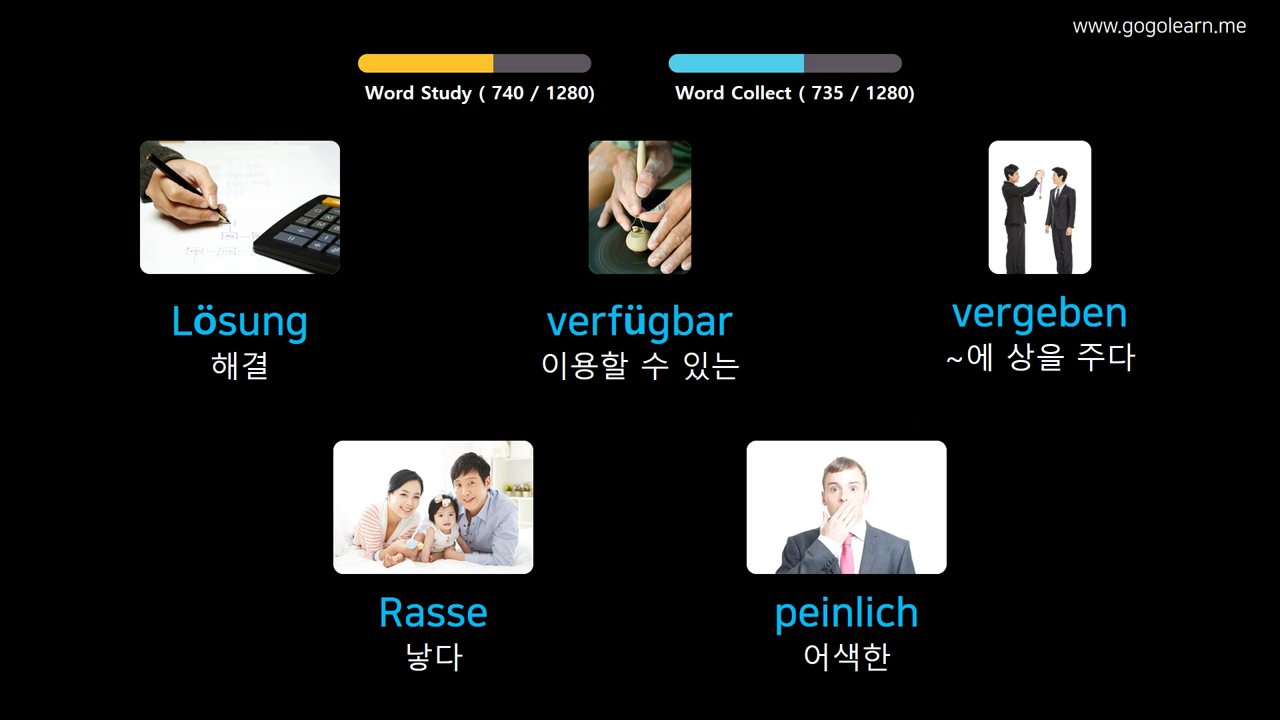 www.gogolearn.me
Word Study ( 740 / 1280)
Word Collect ( 735 / 1280)
Lösung
해결
verfügbar
이용할 수 있는
vergeben
~에 상을 주다
Rasse
낳다
peinlich
어색한